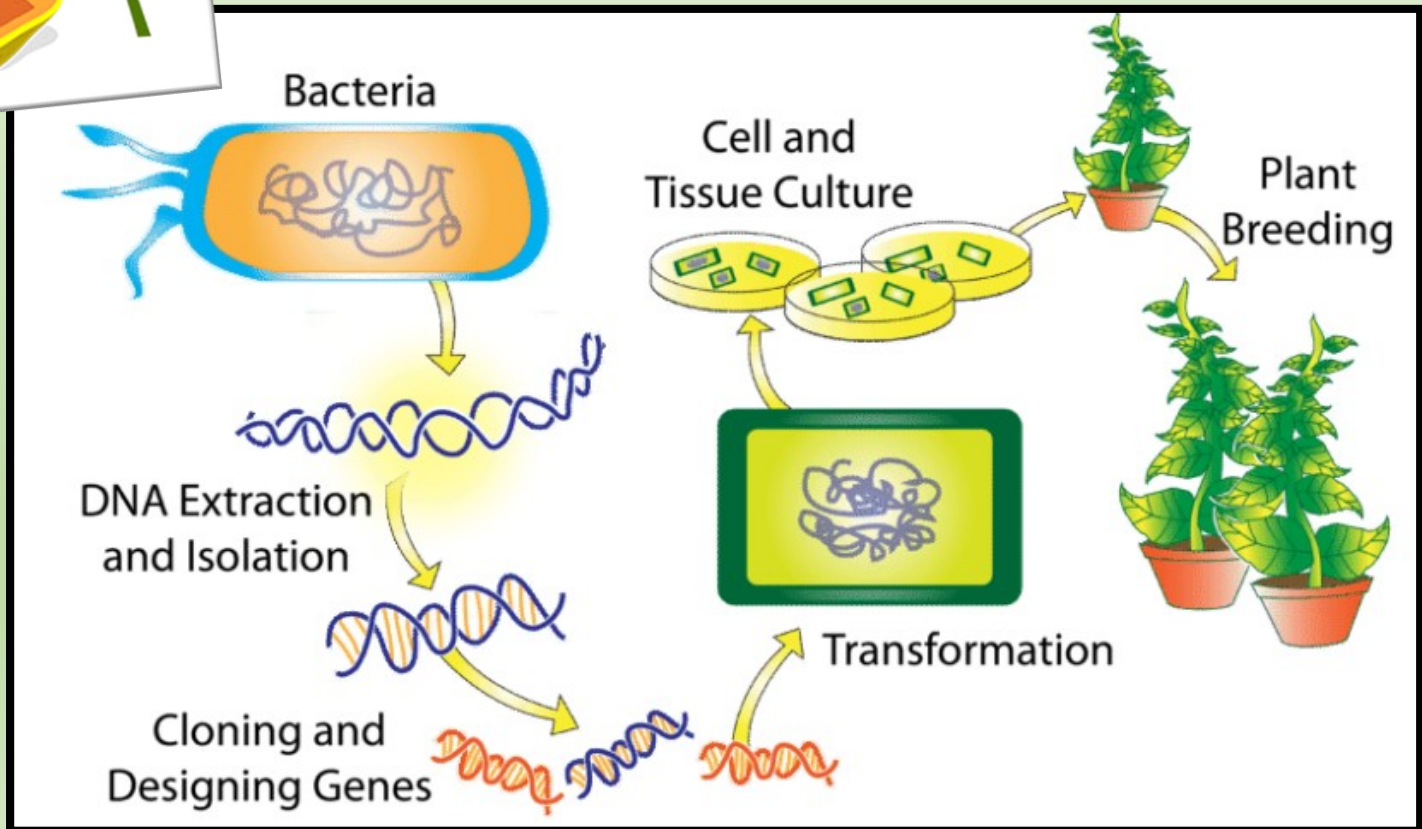 Bacteria
DNA Extraction
and Isolation
Cloning and
Designing Genes
Transformation
Cell and
Tissue Culture
Plant
Breeding